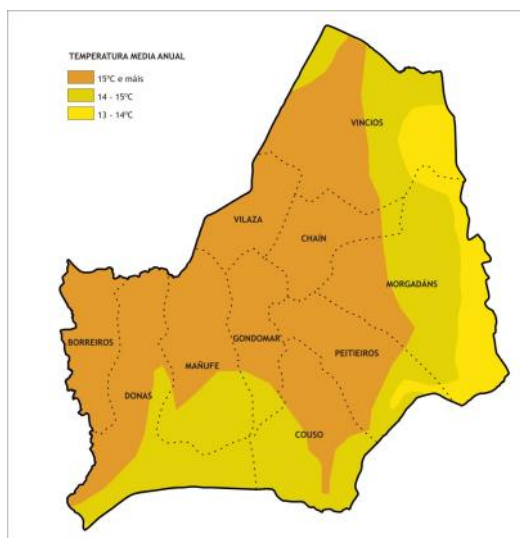 TEMPERATURA MEDIA ANUAL
15ºC e máis
14 - 15ºC
13 - 14ºC
VINCIOS
VILAZA
CHAÍN
MORGADÁNS
BORREIROS
GONDOMAR
PEITIEIROS
MAÑUFE
DONAS
COUSO